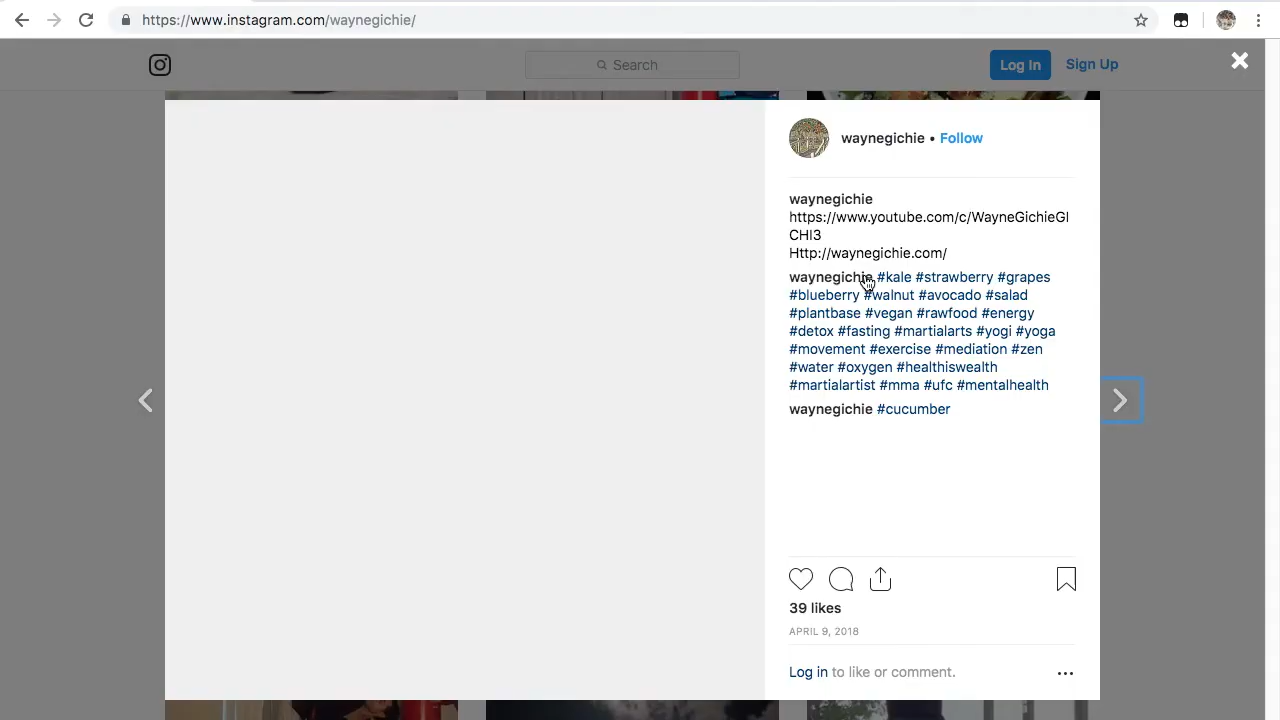 https://www.instagram.com/waynegichie/
Search
Log In
Sign Up
waynegichie • Follow
waynegichie
https://www.youtube.com/c/WayneGichieGI
CHI3
Http://waynegichie.com/
waynegichie #kale #strawberry #grapes
#blueberry #walnut #avocado #salad
#plantbase #vegan #rawfood #energy
#detox #fasting #martialarts #yogi #yoga
#movement #exercise #mediation #zen
#water #oxygen #healthiswealth
#martialartist #mma #ufc #mentalhealth
waynegichie #cucumber
39 likes
APRIL 9, 2018
Log in to like or comment.